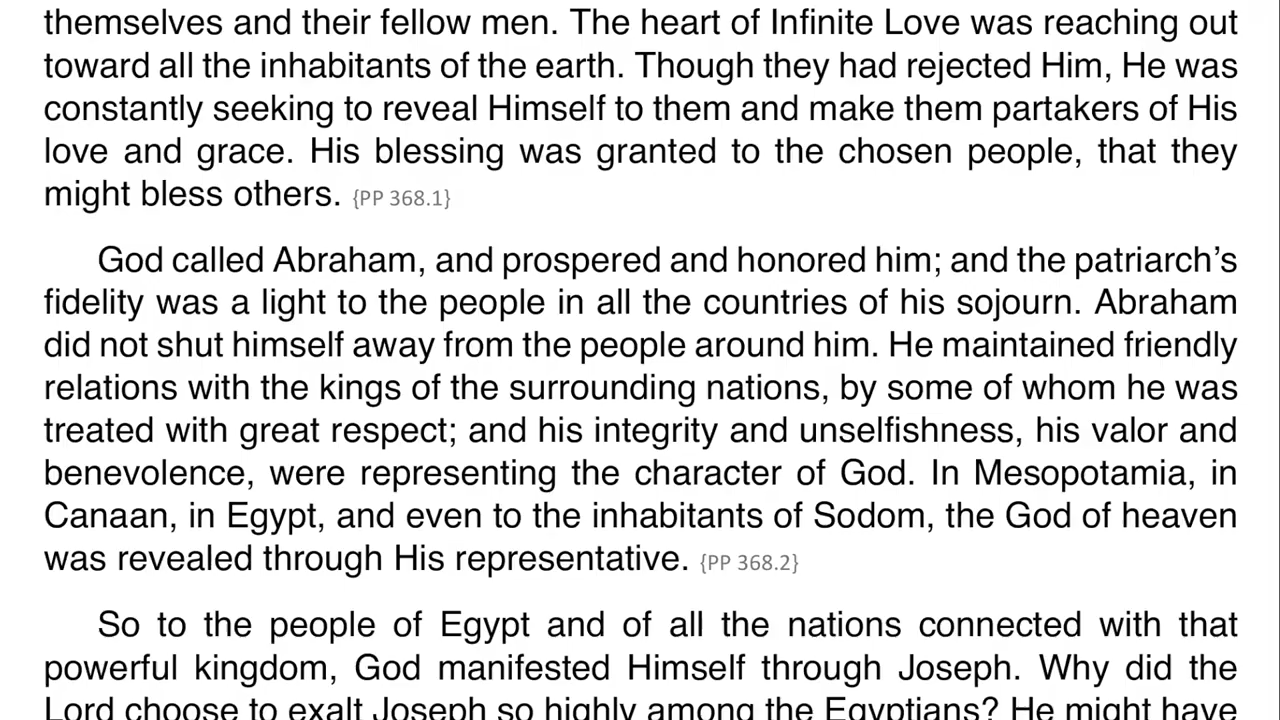 themselves and their fellow men. The heart of Infinite Love was reaching out
toward all the inhabitants of the earth. Though they had rejected Him, He was
constantly seeking to reveal Himself to them and make them partakers of His
love and grace. His blessing was granted to the chosen people, that they
might bless others. {PP 368.1}
God called Abraham, and prospered and honored him; and the patriarch’s
fidelity was a light to the people in all the countries of his sojourn. Abraham
did not shut himself away from the people around him. He maintained friendly
relations with the kings of the surrounding nations, by some of whom he was
treated with great respect; and his integrity and unselfishness, his valor and
benevolence, were representing the character of God. In Mesopotamia, in
Canaan, in Egypt, and even to the inhabitants of Sodom, the God of heaven
was revealed through His representative. {PP 368.2}
So to the people of Egypt and of all the nations connected with that
powerful kingdom, God manifested Himself through Joseph. Why did the
Lord choose to exalt Joseph so highly among the Egyptians? He might have